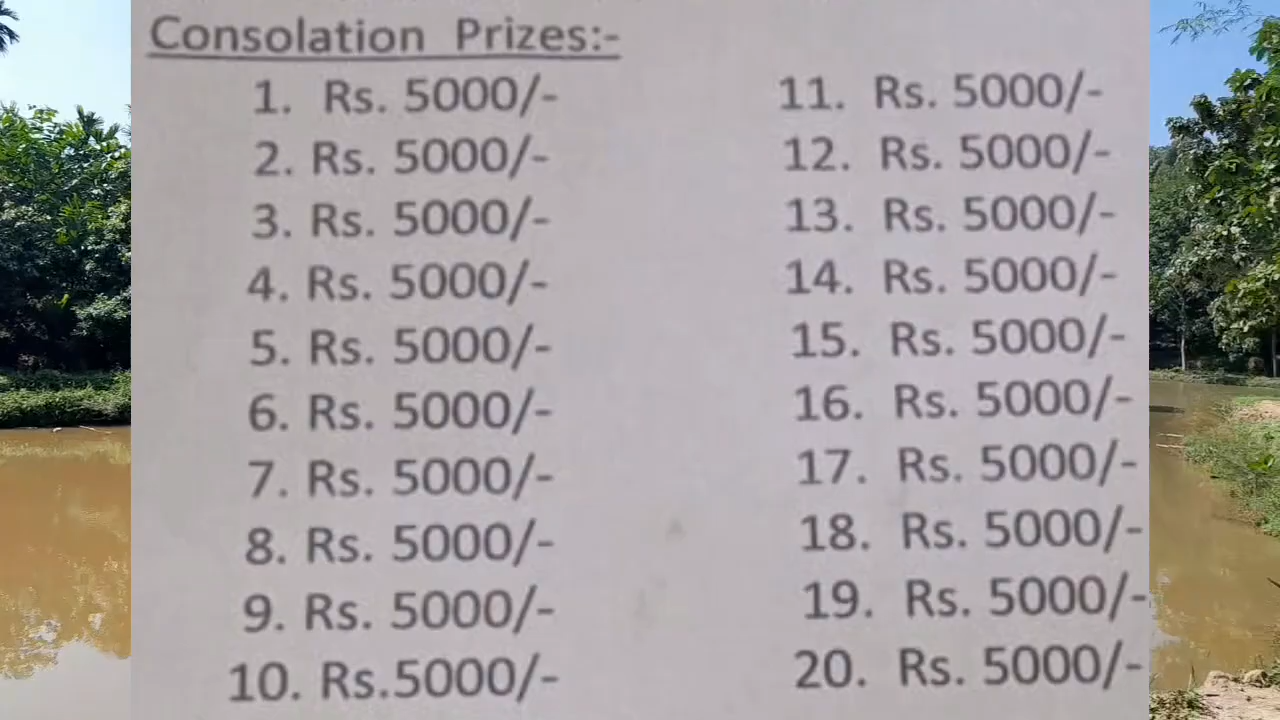 Consolation Prizes:-
1. Rs. 5000/-
2. Rs. 5000/-
3. Rs. 5000/-
4. Rs. 5000/-
5. Rs. 5000/-
6. Rs. 5000/-
7. Rs. 5000/-
8. Rs. 5000/-
9. Rs. 5000/-
10. Rs.5000/-
11. Rs. 5000/-
12. Rs. 5000/-
13. Rs. 5000/-
14. Rs. 5000/-
15. Rs. 5000/-
16. Rs. 5000/-
17. Rs. 5000/-
18. Rs. 5000/-
19. Rs. 5000/-
20. Rs. 5000/-